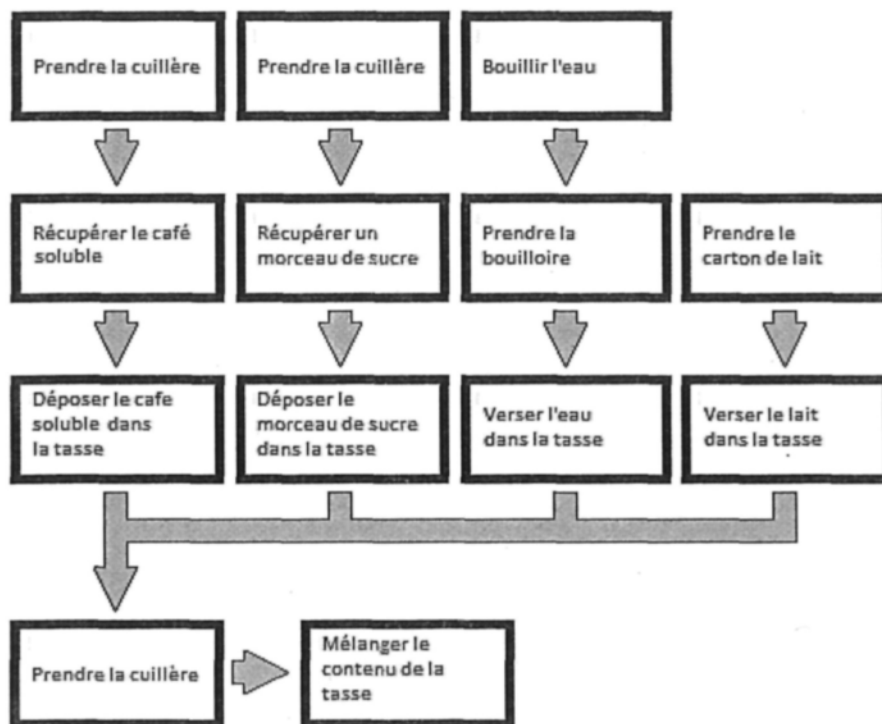 Prendre la cuillère
Prendre la cuillère
Bouillir l'eau
Récupérer le café
soluble
Récupérer un
morceau de sucre
Prendre la
bouilloire
Prendre le
carton de lait
Déposer le cafe
soluble dans
la tasse
Déposer le
morceau de sucre
dans la tasse
Verser l'eau
dans la tasse
Verser le lait
dans la tasse
Prendre la cuillère
Mélanger le
contenu de la
tasse